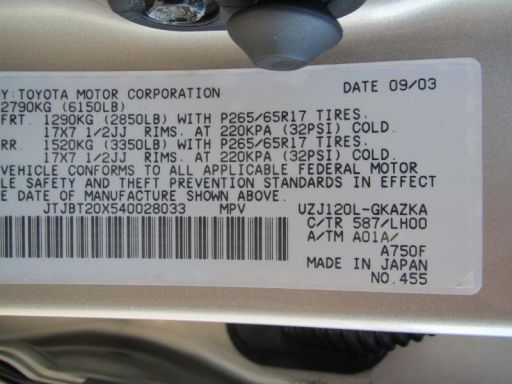 Y: TOYOTA MOTOR CORPORATION DATE 09/03
2790KG (6150LB)
FRT. 1290KG (2850LB) WITH P265/65R17 TIRES.
17X7 1/2JJ RIMS. AT 220KPA (32PSI) COLD.
RR. 1520KG (3350LB) WITH P265/65R17 TIRES.
17X7 1/2JJ RIMS. AT 220KPA (32PSI) COLD.
VEHICLE CONFORMS TO ALL APPLICABLE FEDERAL MOTOR
LE SAFETY AND THEFT PREVENTION STANDARDS IN EFFECT
E DATE OF MANUFACTURE SHOWN ABOVE.
JTJBT20X540028033 MPV UZJ120L-GKAZKA
C/TR 587/LH00
A/TM A01A/
A750F
MADE IN JAPAN
NO.455